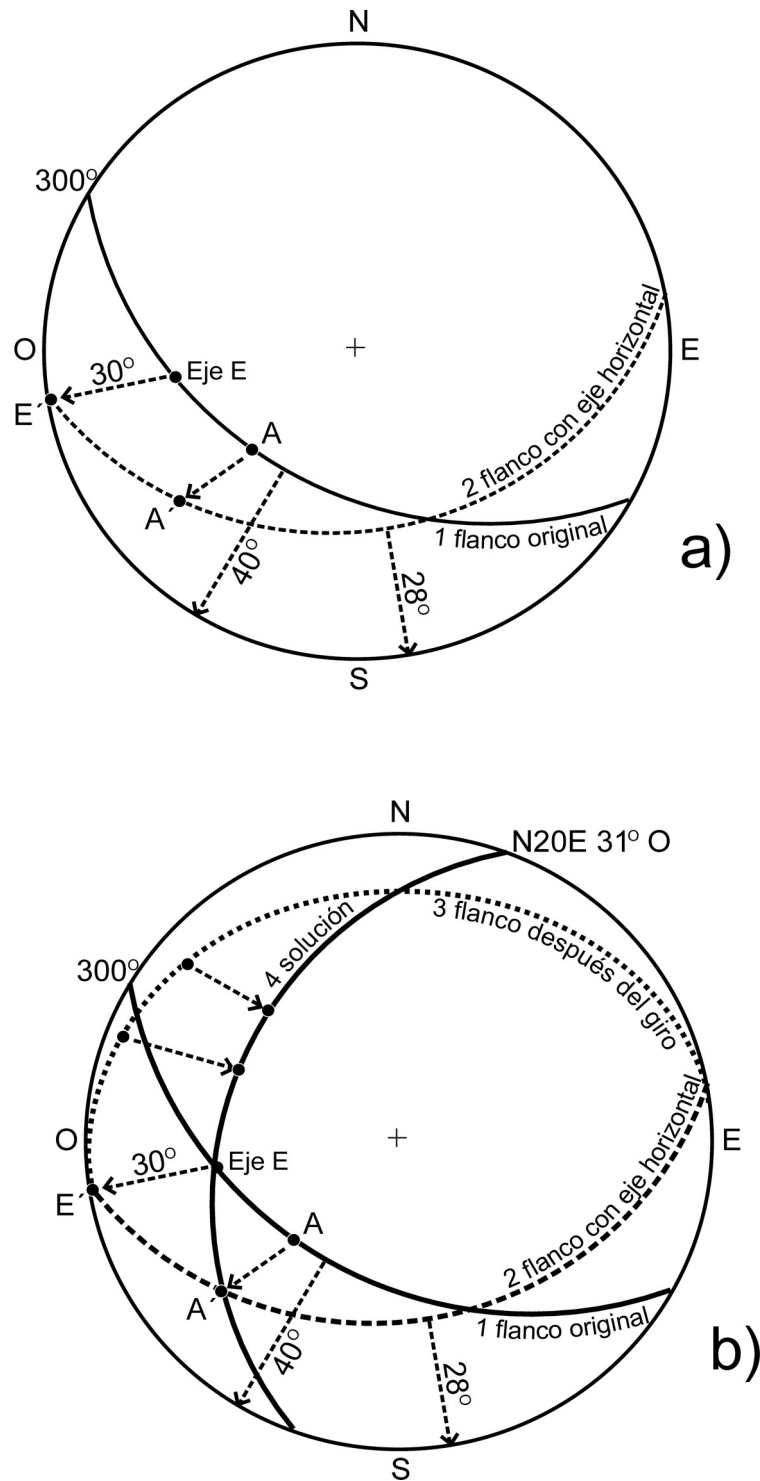 N
300º
O
E
30º
Eje E
E´
A
A´
2 flanco con eje horizontal
1 flanco original
40º
28º
a)
S
N
N20E 31º O
4 solución
3 flanco después del giro
300º
O
E
30º
Eje E
E´
A
A´
2 flanco con eje horizontal
1 flanco original
40º
28º
b)
S